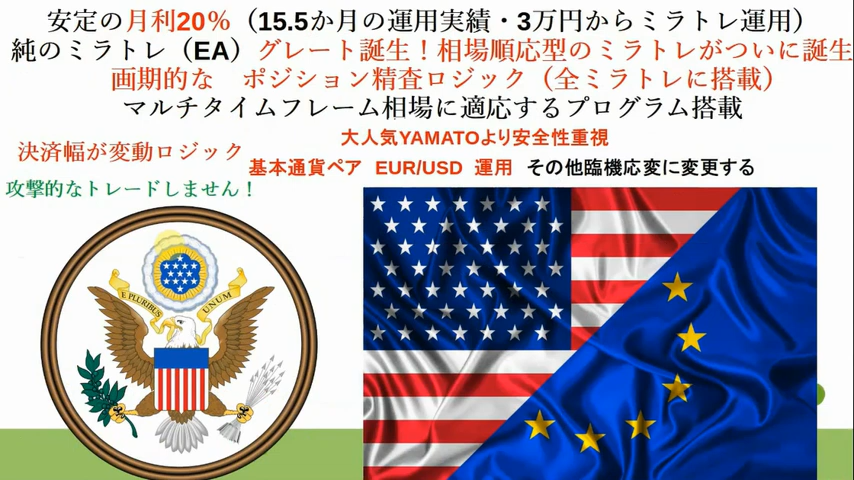 安定の月利20%（15.5か月の運用実績・3万円からミラトレ運用）
純のミラトレ（EA）グレート誕生！相場順応型のミラトレがついに誕生
画期的な　ポジション精査ロジック（全ミラトレに搭載）
マルチタイムフレーム相場に適応するプログラム搭載
大人気YAMATOより安全性重視
決済幅が変動ロジック
基本通貨ペア　EUR/USD　運用　その他臨機応変に変更する
攻撃的なトレードしません！
E PLURIBUS UNUM